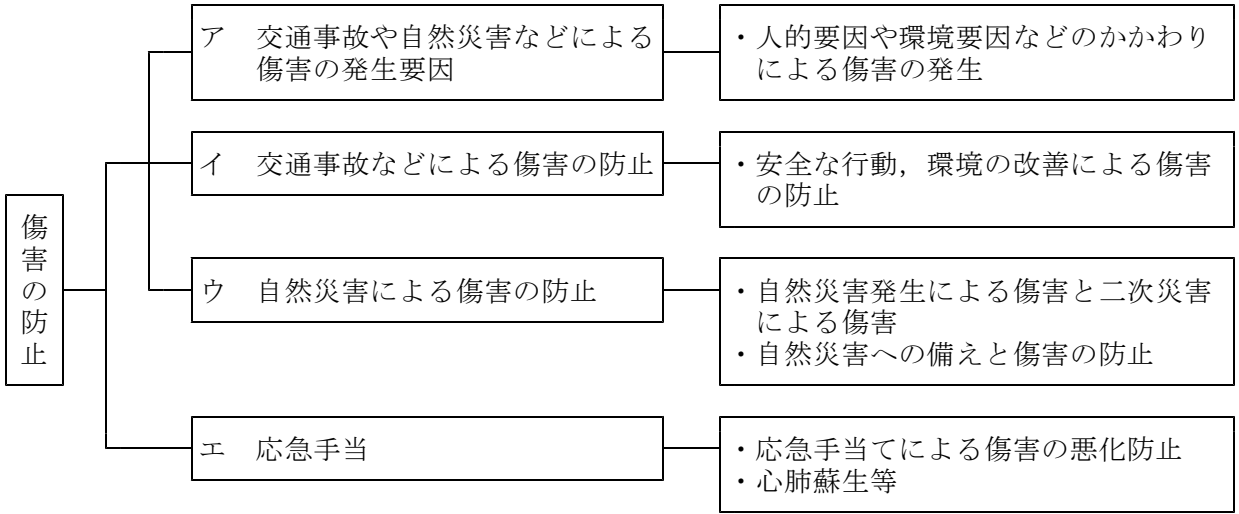 傷害の防止
ア 交通事故や自然災害などによる
傷害の発生要因
・人的要因や環境要因などのかかわり
による傷害の発生
イ 交通事故などによる傷害の防止
・安全な行動，環境の改善による傷害
の防止
ウ 自然災害による傷害の防止
・自然災害発生による傷害と二次災害
による傷害
・自然災害への備えと傷害の防止
エ 応急手当
・応急手当てによる傷害の悪化防止
・心肺蘇生等